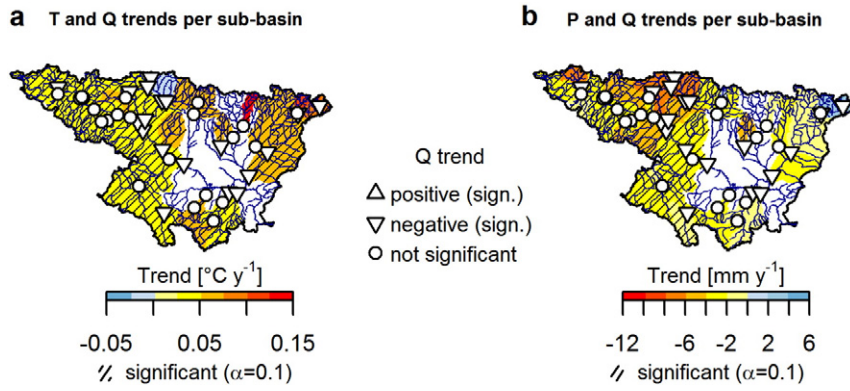 a T and Q trends per sub-basin
b P and Q trends per sub-basin
Q trend
△ positive (sign.)
▽ negative (sign.)
○ not significant
Trend [°C y⁻¹]
-0.05 0.05 0.15
significant (α=0.1)
Trend [mm y⁻¹]
-12 -6 -2 2 6
significant (α=0.1)